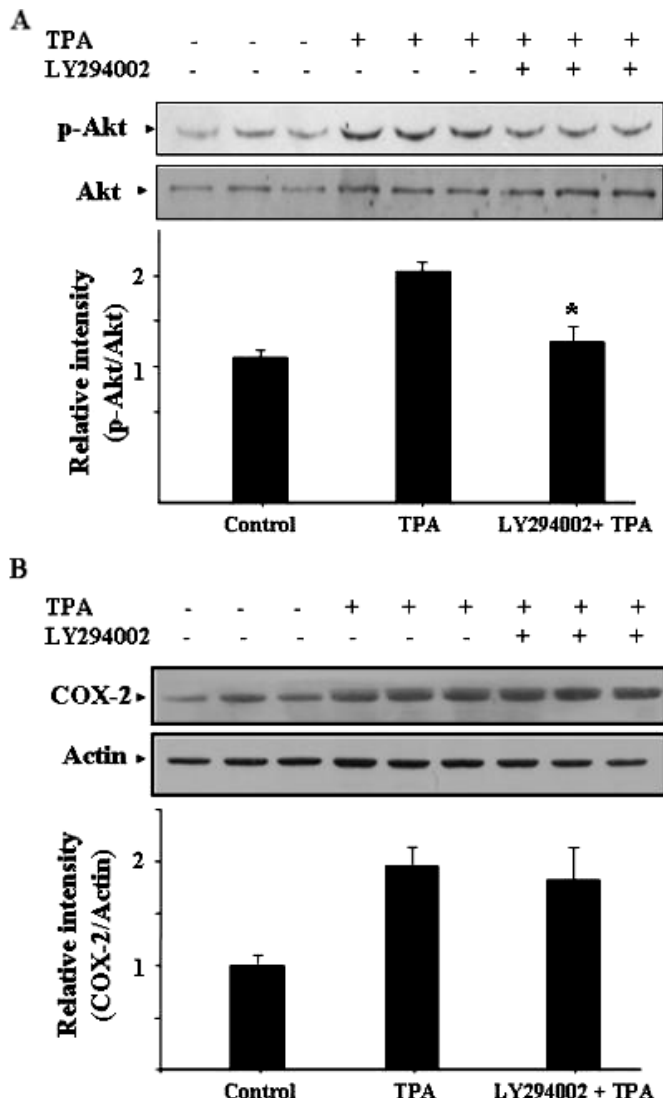 A
TPA - - - + + + + + +
LY294002 - - - - - - + + +
p-Akt
Akt
Relative intensity
(p-Akt/Akt)
2
1
*
Control TPA LY294002+ TPA
B
TPA - - - + + + + + +
LY294002 - - - - - - + + +
COX-2
Actin
Relative intensity
(COX-2/Actin)
2
1
Control TPA LY294002 + TPA